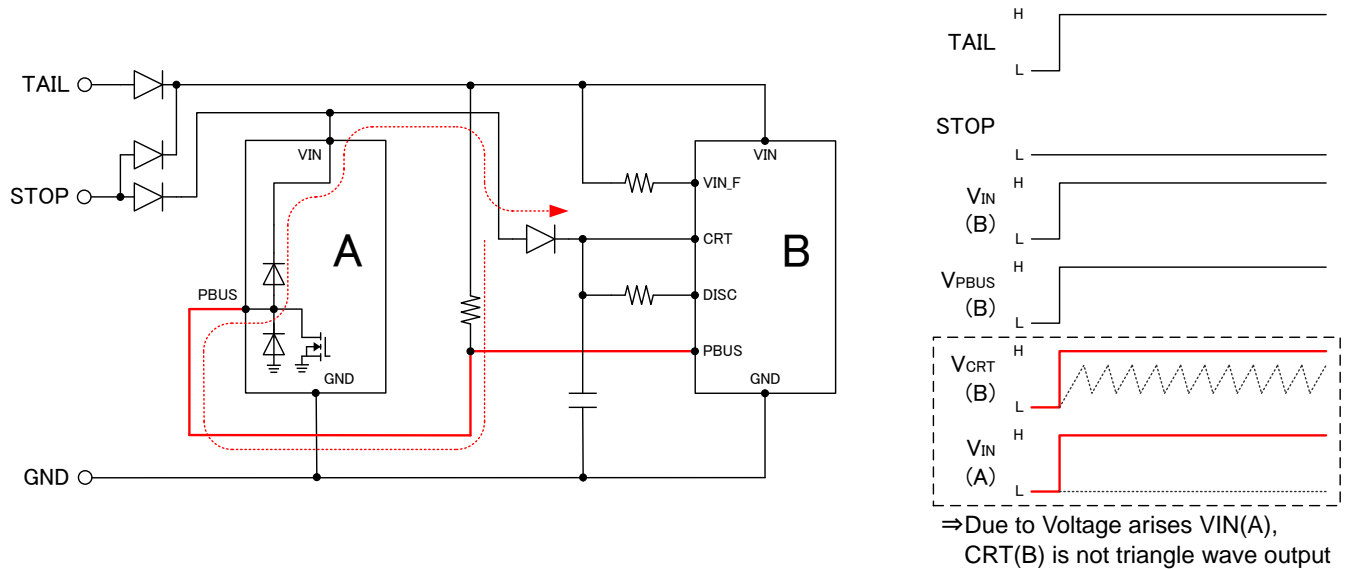 TAIL
STOP
GND
VIN
A
PBUS
GND
VIN
VIN_F
CRT
B
DISC
PBUS
GND
TAIL
H
L
STOP
L
VIN
(B)
H
L
VPBUS
(B)
H
L
VCRT
(B)
H
L
VIN
(A)
H
L
⇒Due to Voltage arises VIN(A),
CRT(B) is not triangle wave output